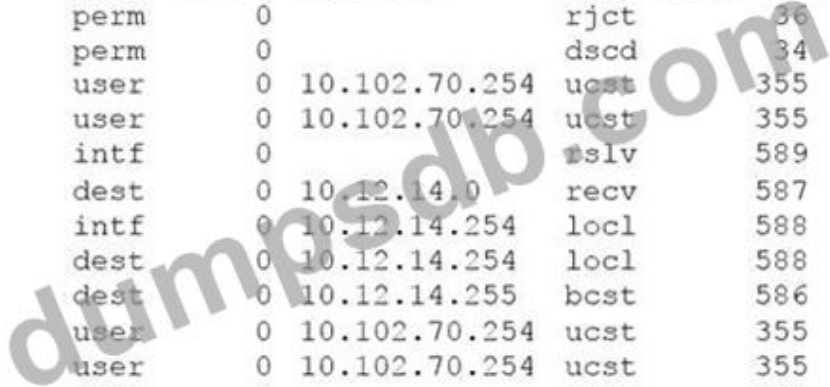 perm 0 rjct 36
perm 0 dscd 34
user 0 10.102.70.254 ucst 355
user 0 10.102.70.254 ucst 355
intf 0 rslv 589
dest 0 10.12.14.0 recv 587
intf 0 10.12.14.254 locl 588
dest 0 10.12.14.254 locl 588
dest 0 10.12.14.255 bcst 586
user 0 10.102.70.254 ucst 355
user 0 10.102.70.254 ucst 355
dumpsdb.com